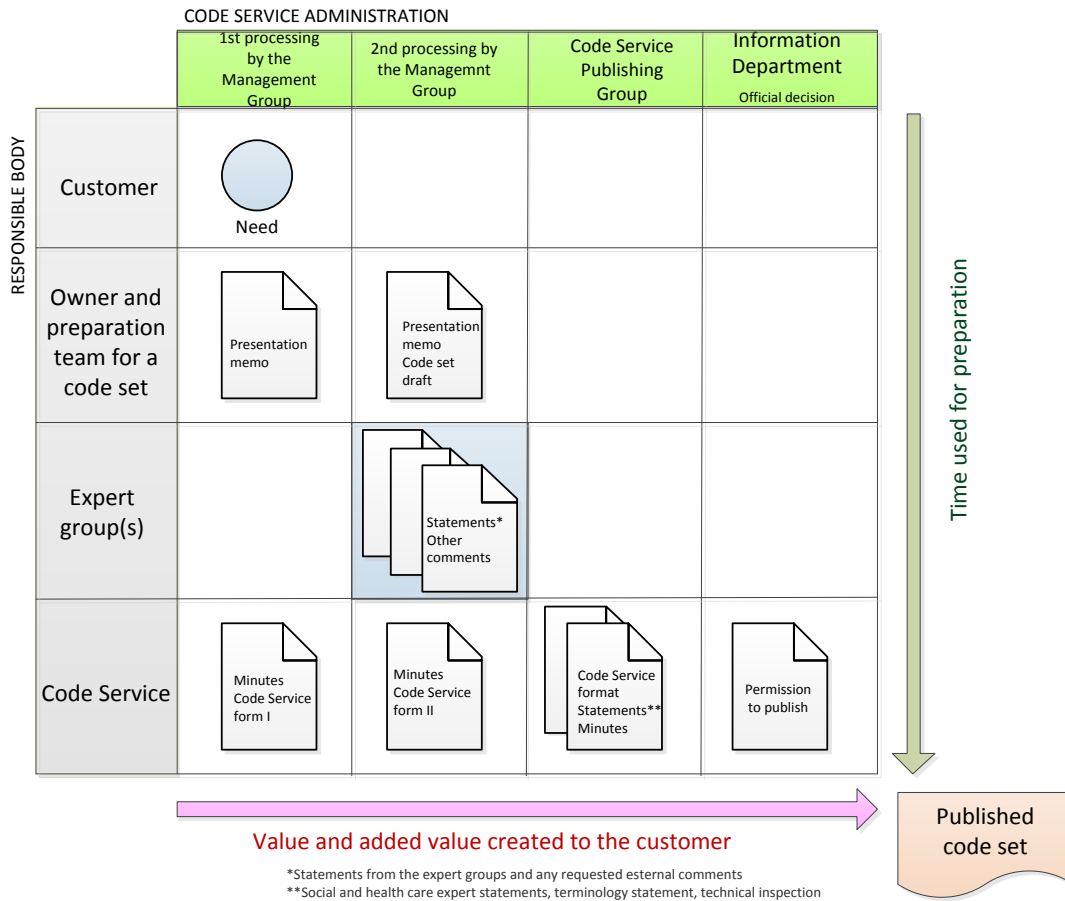 CODE SERVICE ADMINISTRATION
1st processing
by the
Management
Group
2nd processing by
the Managemnt
Group
Code Service
Publishing
Group
Information
Department
Official decision
RESPONSIBLE BODY
Customer
Need
Owner and
preparation
team for a
code set
Presentation
memo
Presentation
memo
Code set
draft
Expert
group(s)
Statements*
Other
comments
Code Service
Minutes
Code Service
form I
Minutes
Code Service
form II
Code Service
format
Statements**
Minutes
Permission
to publish
Time used for preparation
Value and added value created to the customer
Published
code set
*Statements from the expert groups and any requested esternal comments
**Social and health care expert statements, terminology statement, technical inspection